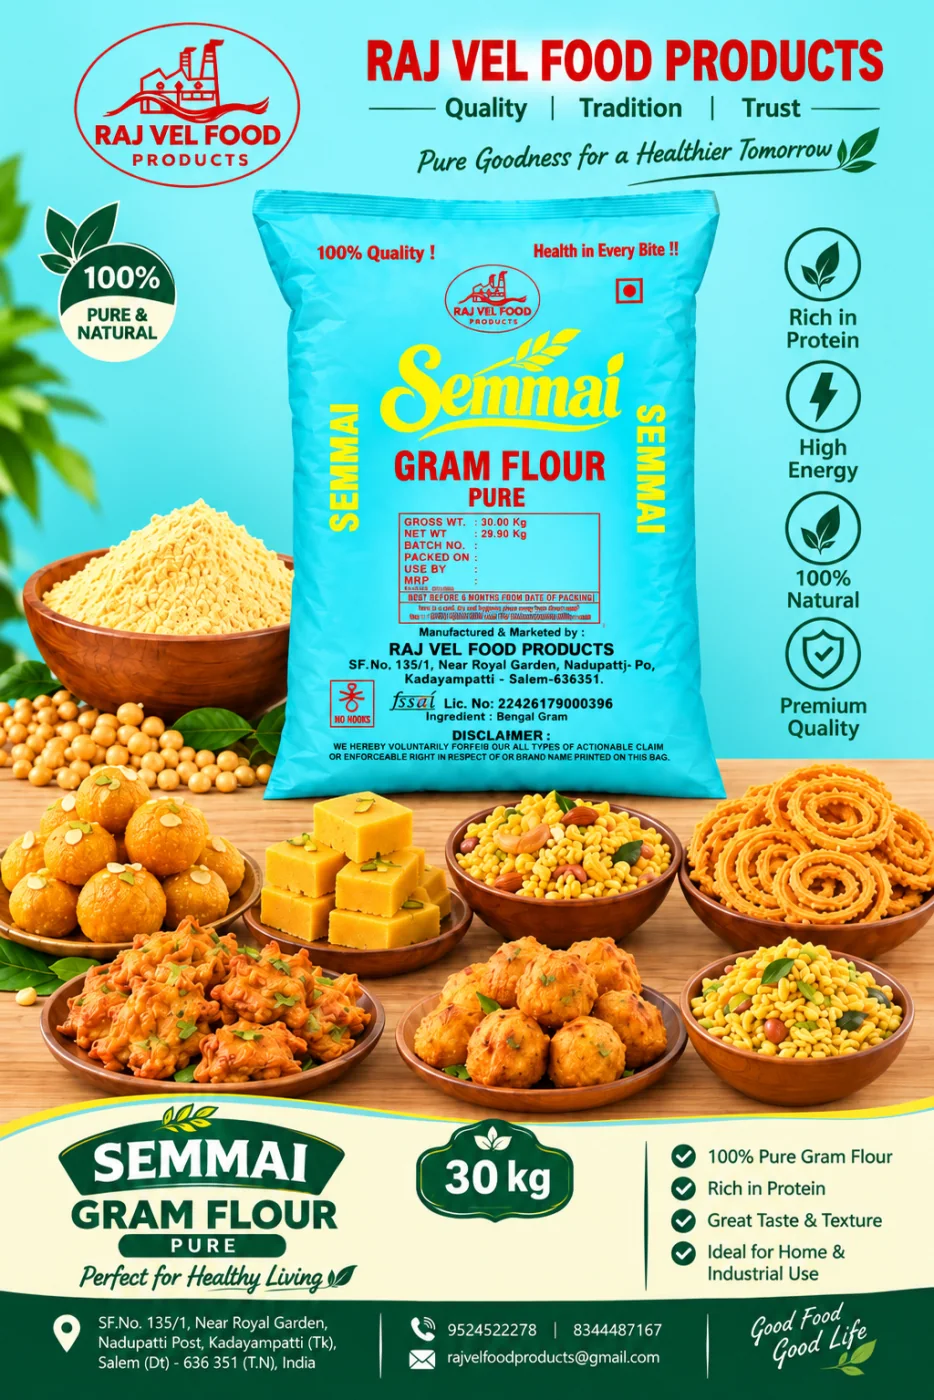 RAJ VEL FOOD
PRODUCTS
RAJ VEL FOOD PRODUCTS
Quality | Tradition | Trust
Pure Goodness for a Healthier Tomorrow
100%
PURE &
NATURAL
100% Quality !
Health in Every Bite !!
RAJ VEL FOOD
PRODUCTS
Semmai
SEMMAI
SEMMAI
GRAM FLOUR
PURE
GROSS WT. : 30.00 Kg
NET WT : 29.90 Kg
BATCH NO. :
PACKED ON :
USE BY :
MRP :
BEST BEFORE 6 MONTHS FROM DATE OF PACKING
Manufactured & Marketed by :
RAJ VEL FOOD PRODUCTS
SF.No. 135/1, Near Royal Garden, Nadupattj- Po,
Kadayampatti - Salem-636351.
NO HOOKS
fssai Lic. No: 22426179000396
Ingredient : Bengal Gram
DISCLAIMER :
WE HEREBY VOLUNTARILY FORFEIB OUR ALL TYPES OF ACTIONABLE CLAIM
OR ENFORCEABLE RIGHT IN RESPECT OF OR BRAND NAME PRINTED ON THIS BAG.
Rich in
Protein
High
Energy
100%
Natural
Premium
Quality
SEMMAI
GRAM FLOUR
PURE
Perfect for Healthy Living
30 kg
100% Pure Gram Flour
Rich in Protein
Great Taste & Texture
Ideal for Home &
Industrial Use
SF.No. 135/1, Near Royal Garden,
Nadupatti Post, Kadayampatti (Tk),
Salem (Dt) - 636 351 (T.N), India
9524522278 | 8344487167
rajvelfoodproducts@gmail.com
Good Food
Good Life